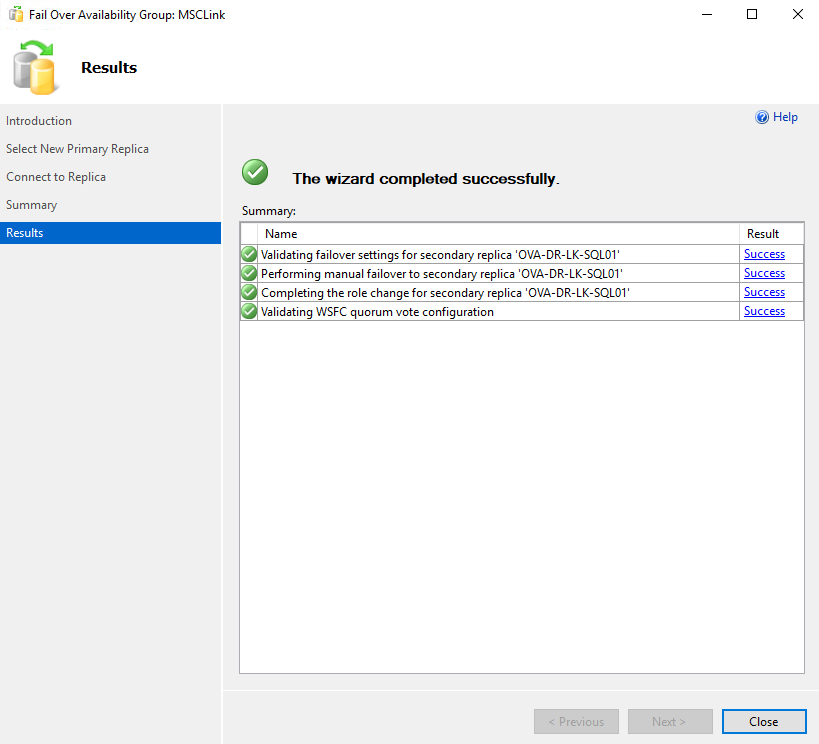 Fail Over Availability Group: MSCLink
Results
Introduction
Select New Primary Replica
Connect to Replica
Summary
Results
Help
The wizard completed successfully.
Summary:
Name Result
Validating failover settings for secondary replica 'OVA-DR-LK-SQL01' Success
Performing manual failover to secondary replica 'OVA-DR-LK-SQL01' Success
Completing the role change for secondary replica 'OVA-DR-LK-SQL01' Success
Validating WSFC quorum vote configuration Success
< Previous Next > Close